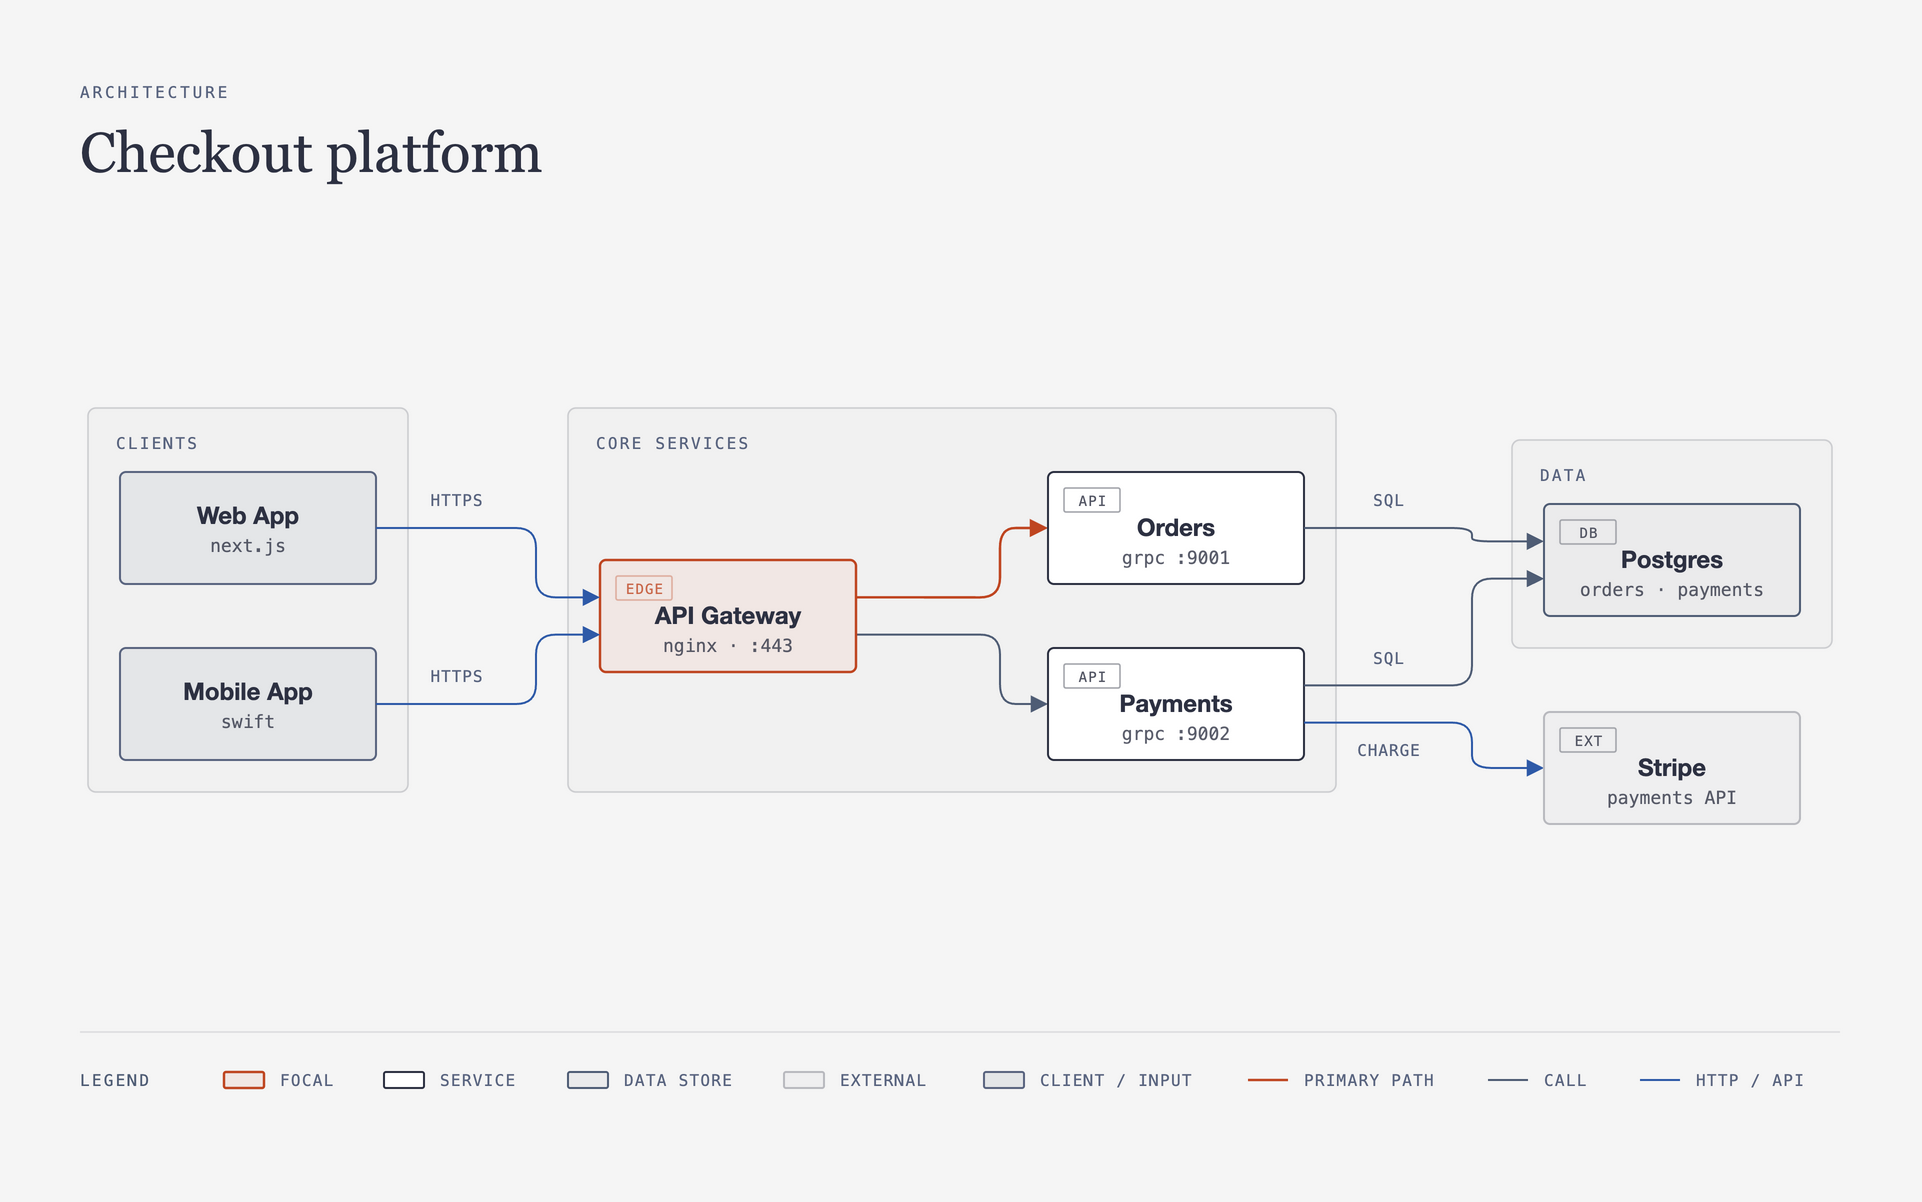 ARCHITECTURE
Checkout platform
CLIENTS
Web App
next.js
Mobile App
swift
HTTPS
HTTPS
CORE SERVICES
EDGE
API Gateway
nginx · :443
API
Orders
grpc :9001
API
Payments
grpc :9002
SQL
SQL
CHARGE
DATA
DB
Postgres
orders · payments
EXT
Stripe
payments API
LEGEND FOCAL SERVICE DATA STORE EXTERNAL CLIENT / INPUT PRIMARY PATH CALL HTTP / API